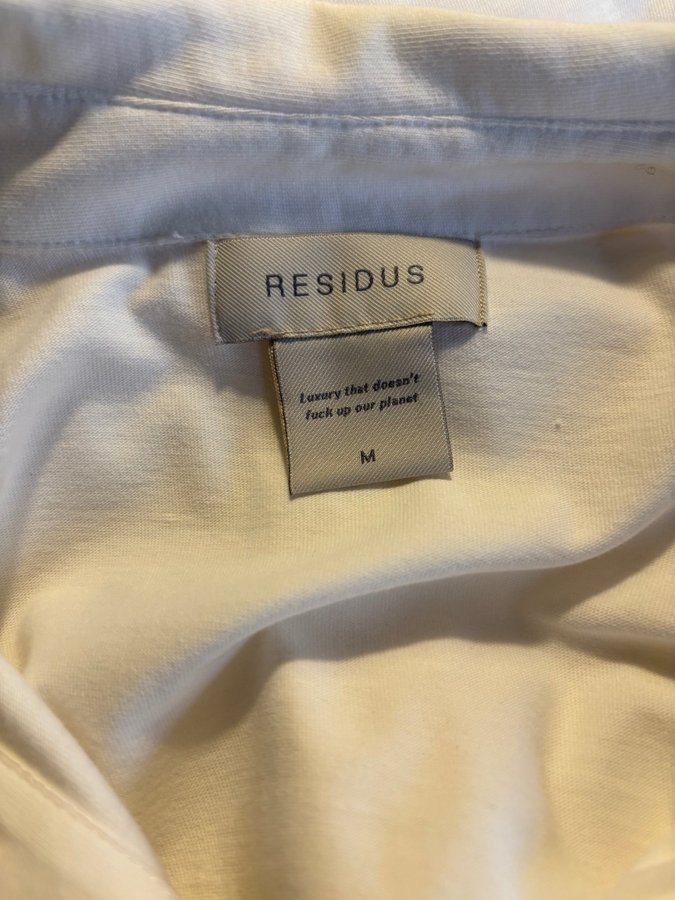 RESIDUS
Luxury that doesn't
fuck up our planet
M